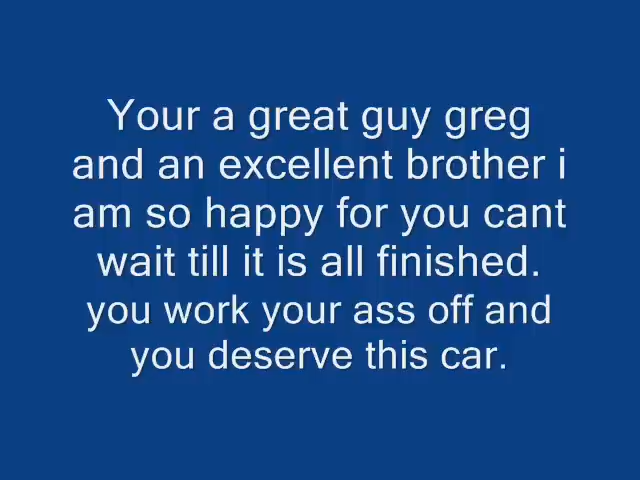 Your a great guy greg
and an excellent brother i
am so happy for you cant
wait till it is all finished.
you work your ass off and
you deserve this car.